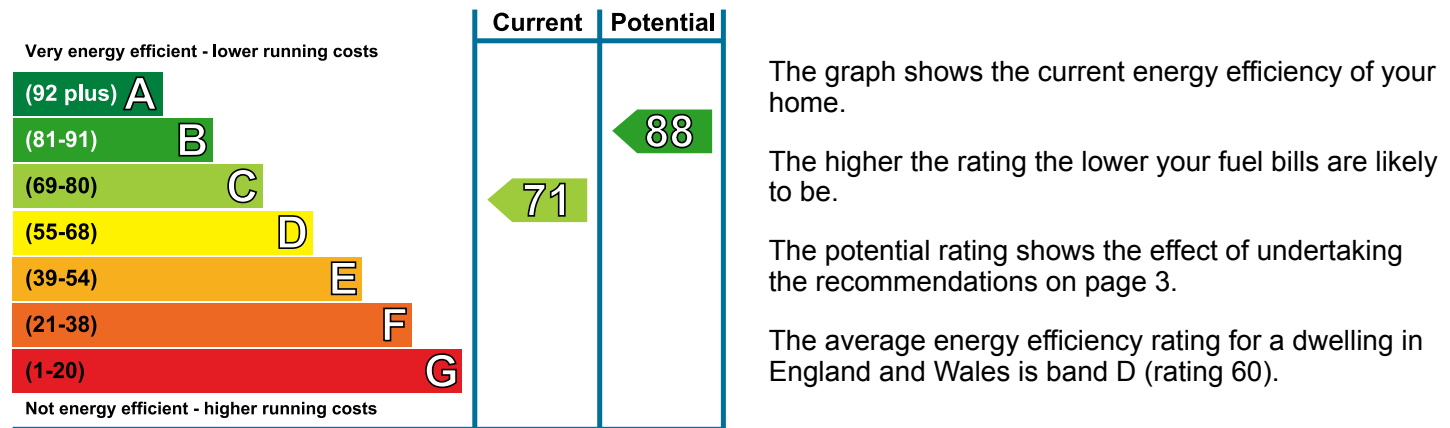 Current Potential
Very energy efficient - lower running costs
(92 plus) A
(81-91) B
(69-80) C
(55-68) D
(39-54) E
(21-38) F
(1-20) G
Not energy efficient - higher running costs
71
88
The graph shows the current energy efficiency of your
home.
The higher the rating the lower your fuel bills are likely
to be.
The potential rating shows the effect of undertaking
the recommendations on page 3.
The average energy efficiency rating for a dwelling in
England and Wales is band D (rating 60).